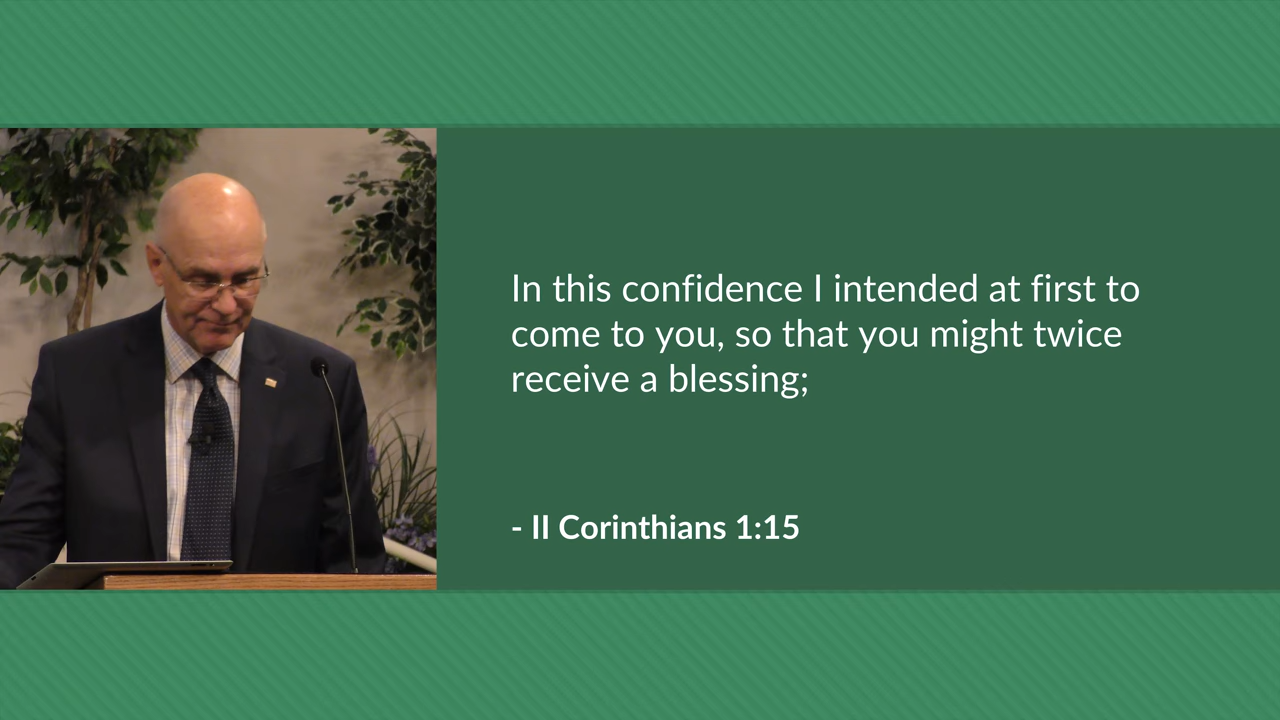 In this confidence I intended at first to
come to you, so that you might twice
receive a blessing;
- II Corinthians 1:15